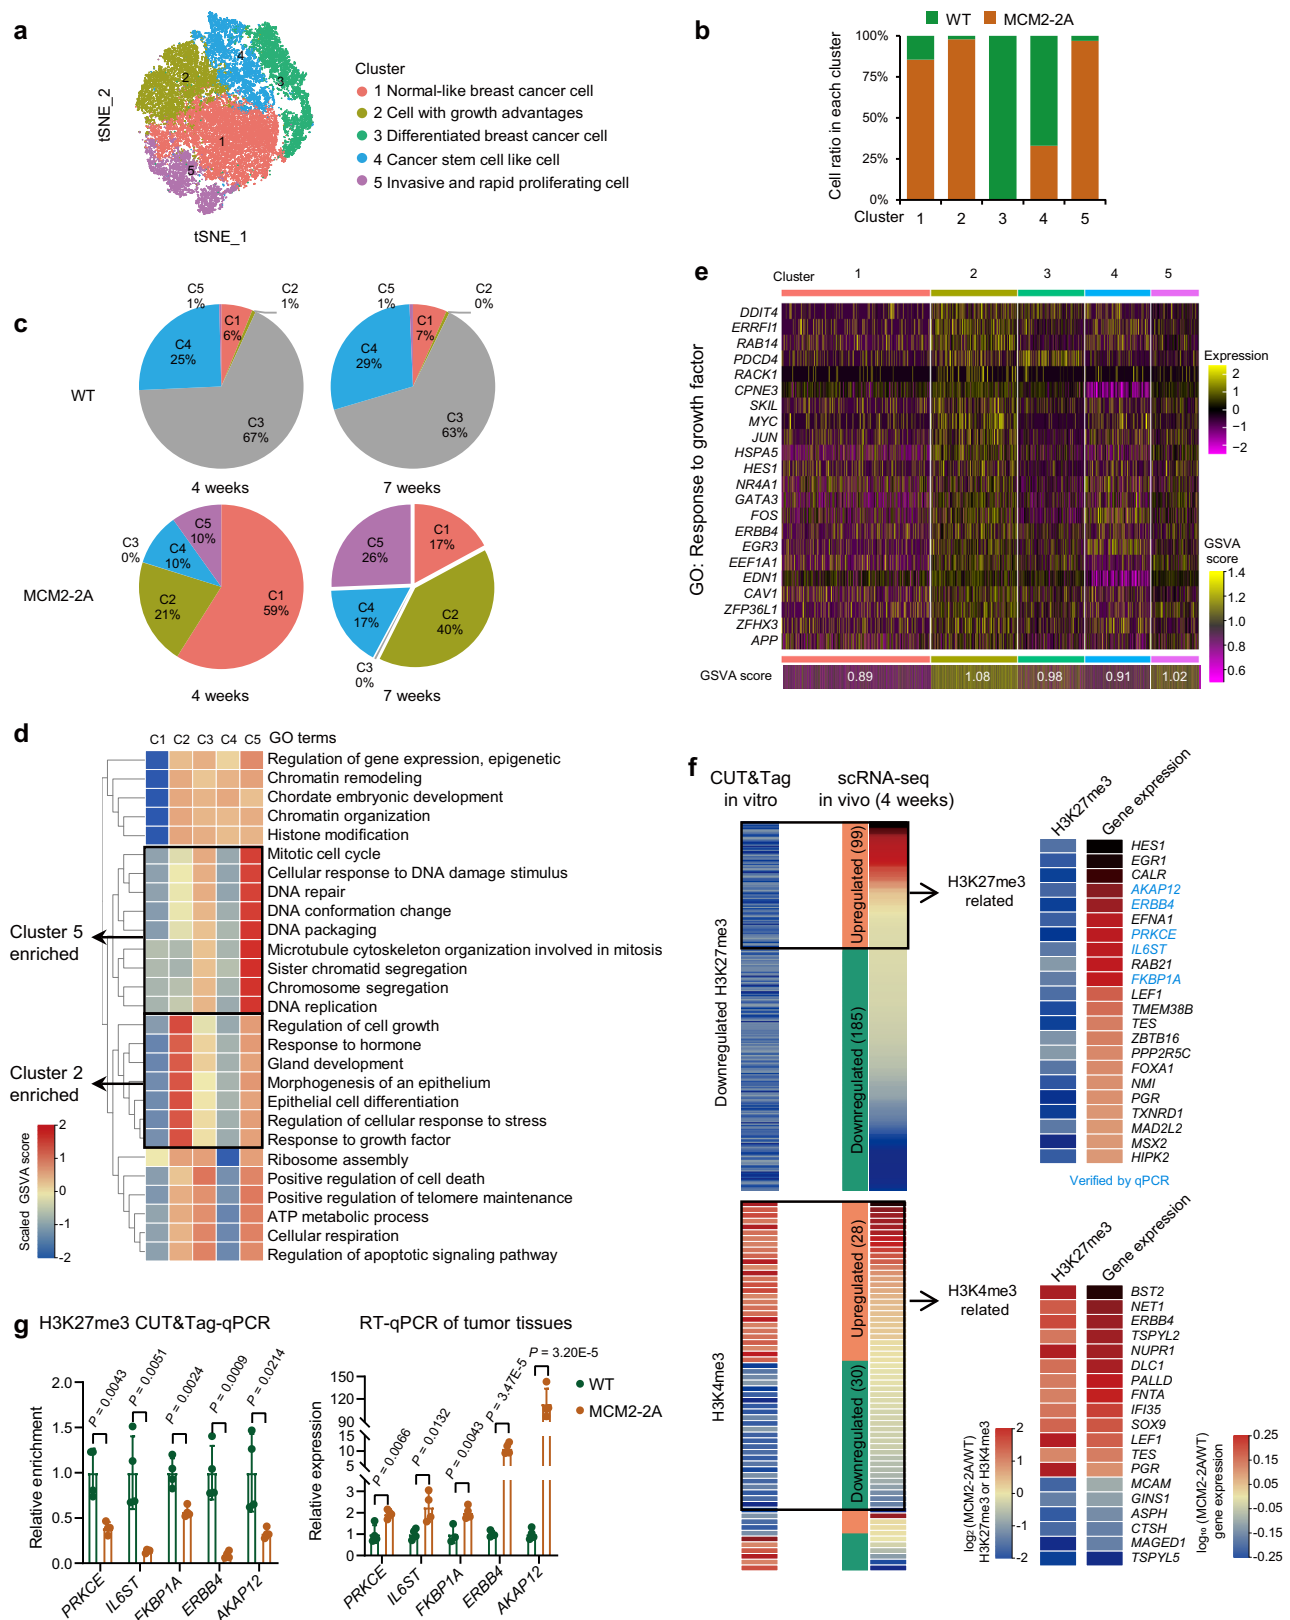 a
tSNE_2
tSNE_1
1
2
3
4
5
Cluster
1 Normal-like breast cancer cell
2 Cell with growth advantages
3 Differentiated breast cancer cell
4 Cancer stem cell like cell
5 Invasive and rapid proliferating cell
b
WT
MCM2-2A
Cell ratio in each cluster
100%
75%
50%
25%
0%
Cluster 1 2 3 4 5
c
WT
C5 1%
C2 1%
C1 6%
C4 25%
C3 67%
4 weeks
C5 1%
C2 0%
C1 7%
C4 29%
C3 63%
7 weeks
MCM2-2A
C5 10%
C3 0%
C4 10%
C2 21%
C1 59%
4 weeks
C5 26%
C1 17%
C4 17%
C2 40%
C3 0%
7 weeks
e
Cluster 1 2 3 4 5
GO: Response to growth factor
DDIT4
ERRFI1
RAB14
PDCD4
RACK1
CPNE3
SKIL
MYC
JUN
HSPA5
HES1
NR4A1
GATA3
FOS
ERBB4
EGR3
EEF1A1
EDN1
CAV1
ZFP36L1
ZFHX3
APP
GSVA score 0.89 1.08 0.98 0.91 1.02
Expression
2
1
0
−1
−2
GSVA
score
1.4
1.2
1.0
0.8
0.6
d
C1 C2 C3 C4 C5 GO terms
Regulation of gene expression, epigenetic
Chromatin remodeling
Chordate embryonic development
Chromatin organization
Histone modification
Mitotic cell cycle
Cellular response to DNA damage stimulus
DNA repair
DNA conformation change
DNA packaging
Microtubule cytoskeleton organization involved in mitosis
Sister chromatid segregation
Chromosome segregation
DNA replication
Regulation of cell growth
Response to hormone
Gland development
Morphogenesis of an epithelium
Epithelial cell differentiation
Regulation of cellular response to stress
Response to growth factor
Ribosome assembly
Positive regulation of cell death
Positive regulation of telomere maintenance
ATP metabolic process
Cellular respiration
Regulation of apoptotic signaling pathway
Cluster 5
enriched
Cluster 2
enriched
Scaled GSVA score
2
1
0
-1
-2
f
CUT&Tag
in vitro
scRNA-seq
in vivo (4 weeks)
Downregulated H3K27me3
Upregulated (99)
Downregulated (185)
H3K27me3
related
H3K27me3
Gene expression
HES1
EGR1
CALR
AKAP12
ERBB4
EFNA1
PRKCE
IL6ST
RAB21
FKBP1A
LEF1
TMEM38B
TES
ZBTB16
PPP2R5C
FOXA1
NMI
PGR
TXNRD1
MAD2L2
MSX2
HIPK2
Verified by qPCR
H3K4me3
Upregulated (28)
Downregulated (30)
H3K4me3
related
H3K27me3
Gene expression
BST2
NET1
ERBB4
TSPYL2
NUPR1
DLC1
PALLD
FNTA
IFI35
SOX9
LEF1
TES
PGR
MCAM
GINS1
ASPH
CTSH
MAGED1
TSPYL5
log₂ (MCM2-2A/WT)
H3K27me3 or H3K4me3
2
1
0
-1
-2
log₁₀ (MCM2-2A/WT)
gene expression
0.25
0.15
0.05
-0.05
-0.15
-0.25
g
H3K27me3 CUT&Tag-qPCR
Relative enrichment
2.0
1.5
1.0
0.5
0.0
P = 0.0043
P = 0.0051
P = 0.0024
P = 0.0009
P = 0.0214
PRKCE
IL6ST
FKBP1A
ERBB4
AKAP12
RT-qPCR of tumor tissues
Relative expression
150
120
90
15
10
5
3
2
1
0
P = 0.0066
P = 0.0132
P = 0.0043
P = 3.47E-5
P = 3.20E-5
WT
MCM2-2A
PRKCE
IL6ST
FKBP1A
ERBB4
AKAP12